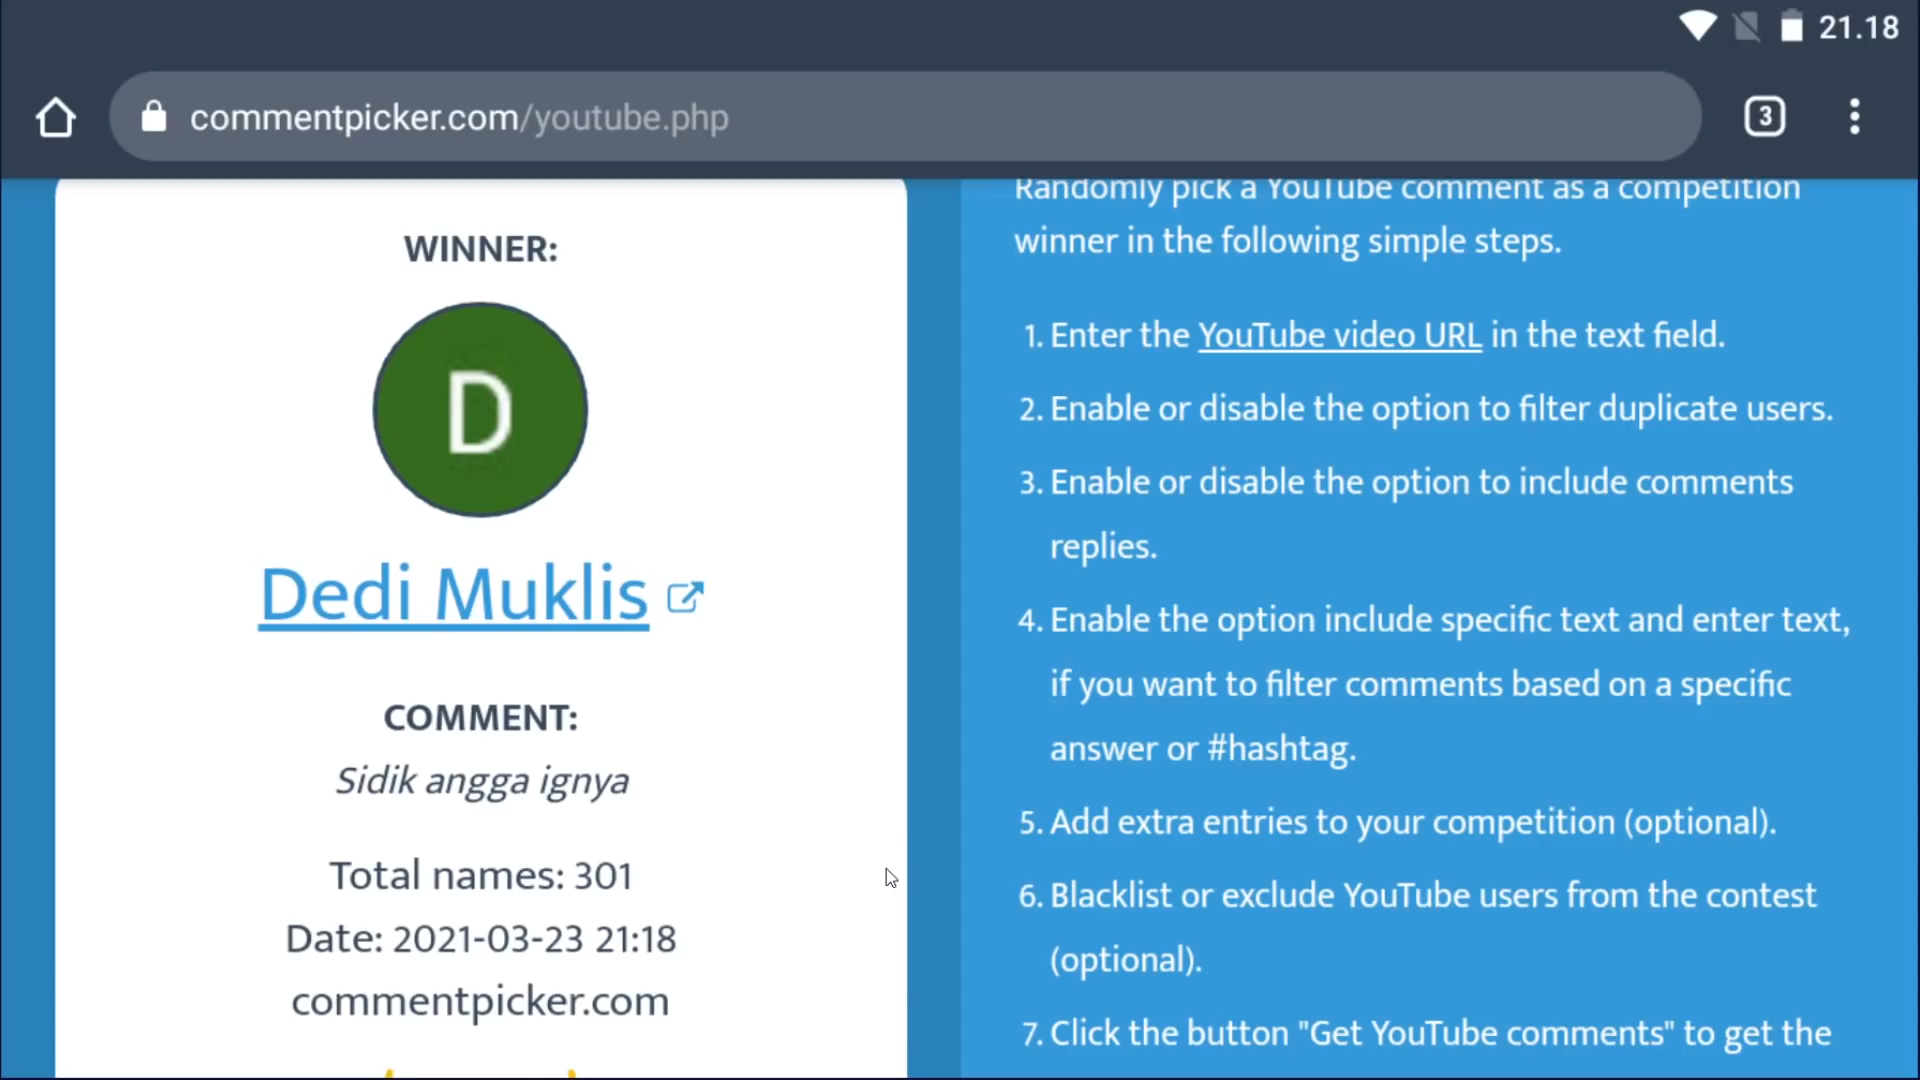 21.18
commentpicker.com/youtube.php
3
WINNER:
D
Dedi Muklis
COMMENT:
Sidik angga ignya
Total names: 301
Date: 2021-03-23 21:18
commentpicker.com
Randomly pick a YouTube comment as a competition
winner in the following simple steps.
1. Enter the YouTube video URL in the text field.
2. Enable or disable the option to filter duplicate users.
3. Enable or disable the option to include comments
replies.
4. Enable the option include specific text and enter text,
if you want to filter comments based on a specific
answer or #hashtag.
5. Add extra entries to your competition (optional).
6. Blacklist or exclude YouTube users from the contest
(optional).
7. Click the button "Get YouTube comments" to get the